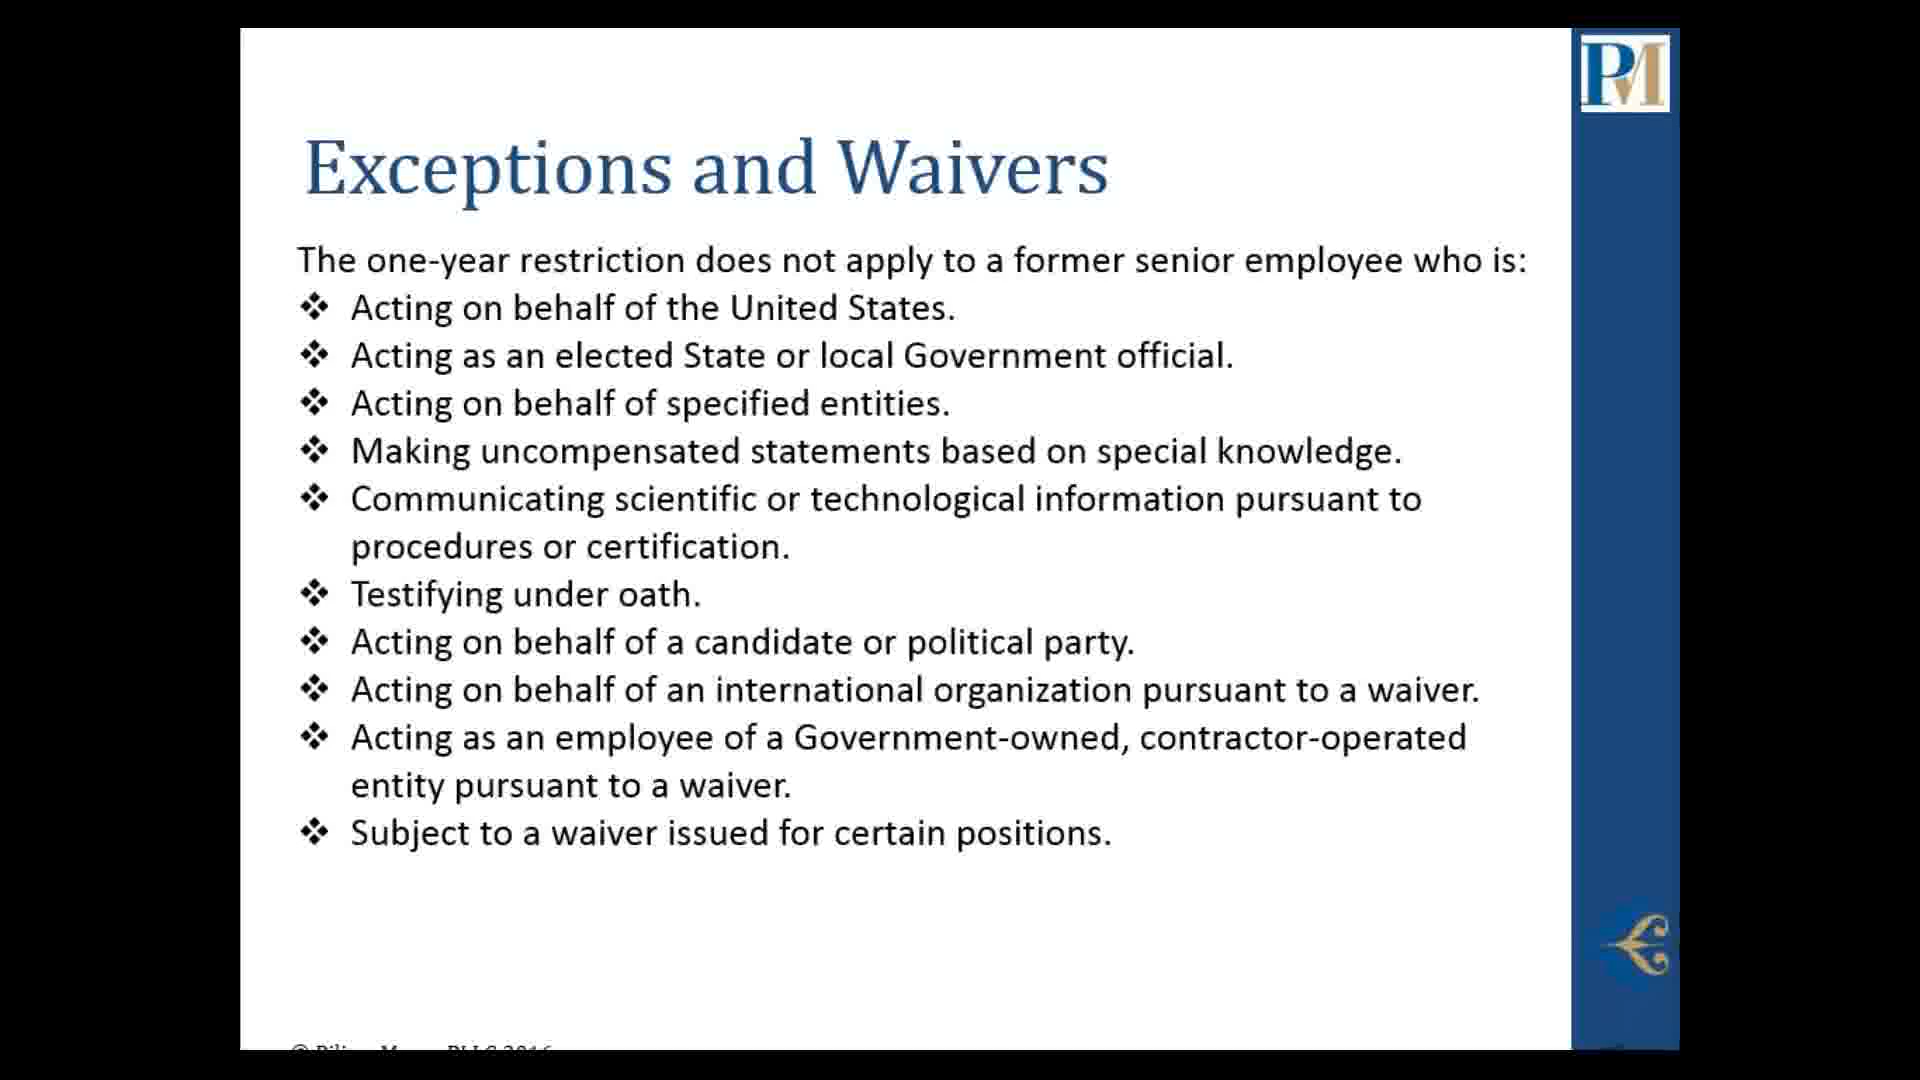 PM
Exceptions and Waivers
The one-year restriction does not apply to a former senior employee who is:
❖ Acting on behalf of the United States.
❖ Acting as an elected State or local Government official.
❖ Acting on behalf of specified entities.
❖ Making uncompensated statements based on special knowledge.
❖ Communicating scientific or technological information pursuant to
procedures or certification.
❖ Testifying under oath.
❖ Acting on behalf of a candidate or political party.
❖ Acting on behalf of an international organization pursuant to a waiver.
❖ Acting as an employee of a Government-owned, contractor-operated
entity pursuant to a waiver.
❖ Subject to a waiver issued for certain positions.
© PLLC 2016